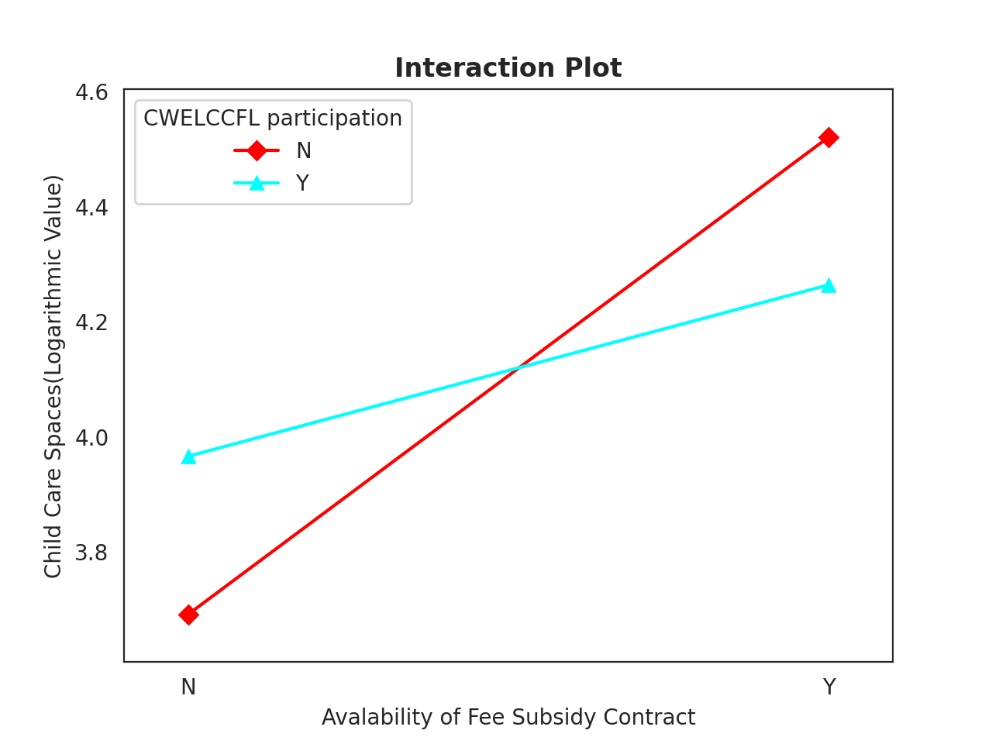 Interaction Plot
CWELCCFL participation
N
Y
4.6
4.4
4.2
4.0
3.8
Child Care Spaces(Logarithmic Value)
N
Y
Avalability of Fee Subsidy Contract